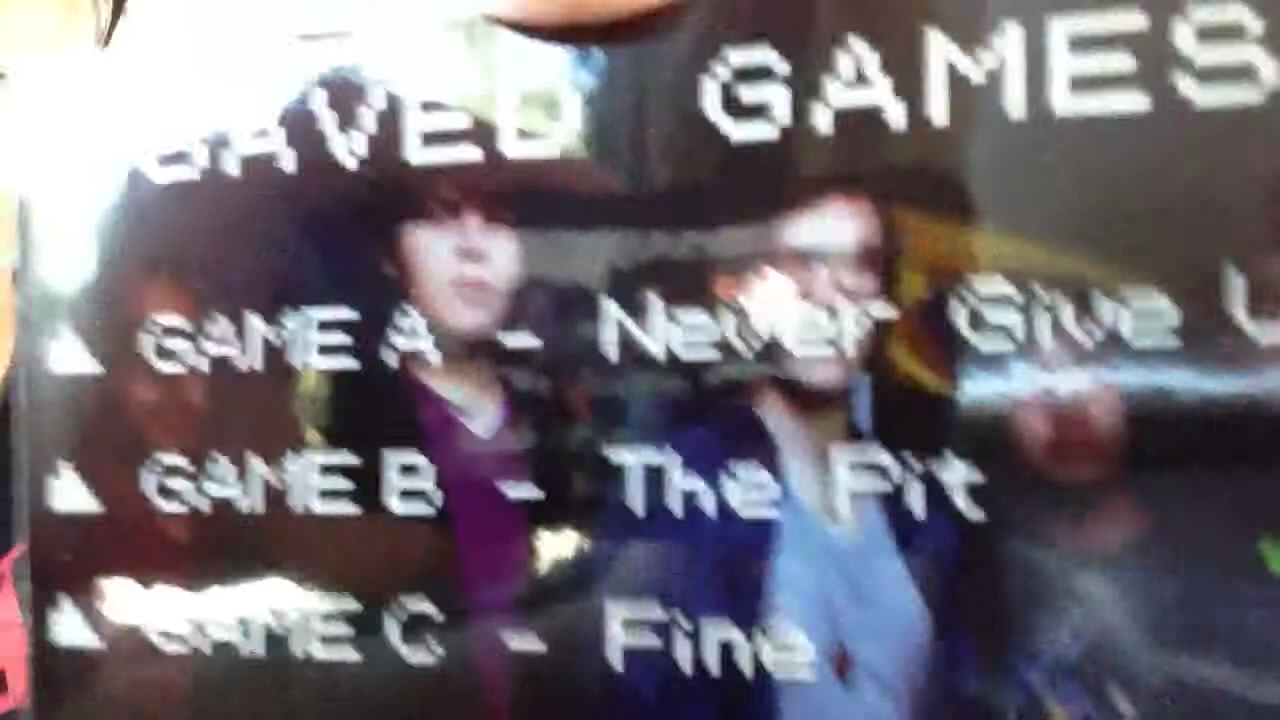 SAVED GAMES
GAME A - Never Give
GAME B - The Pit
GAME C - Fine